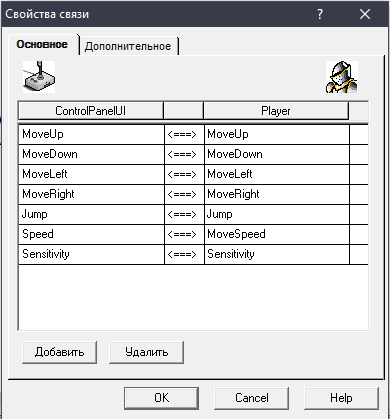 Свойства связи
Основное Дополнительное
ControlPanelUI Player
MoveUp <===> MoveUp
MoveDown <===> MoveDown
MoveLeft <===> MoveLeft
MoveRight <===> MoveRight
Jump <===> Jump
Speed <===> MoveSpeed
Sensitivity <===> Sensitivity
Добавить Удалить
OK Cancel Help